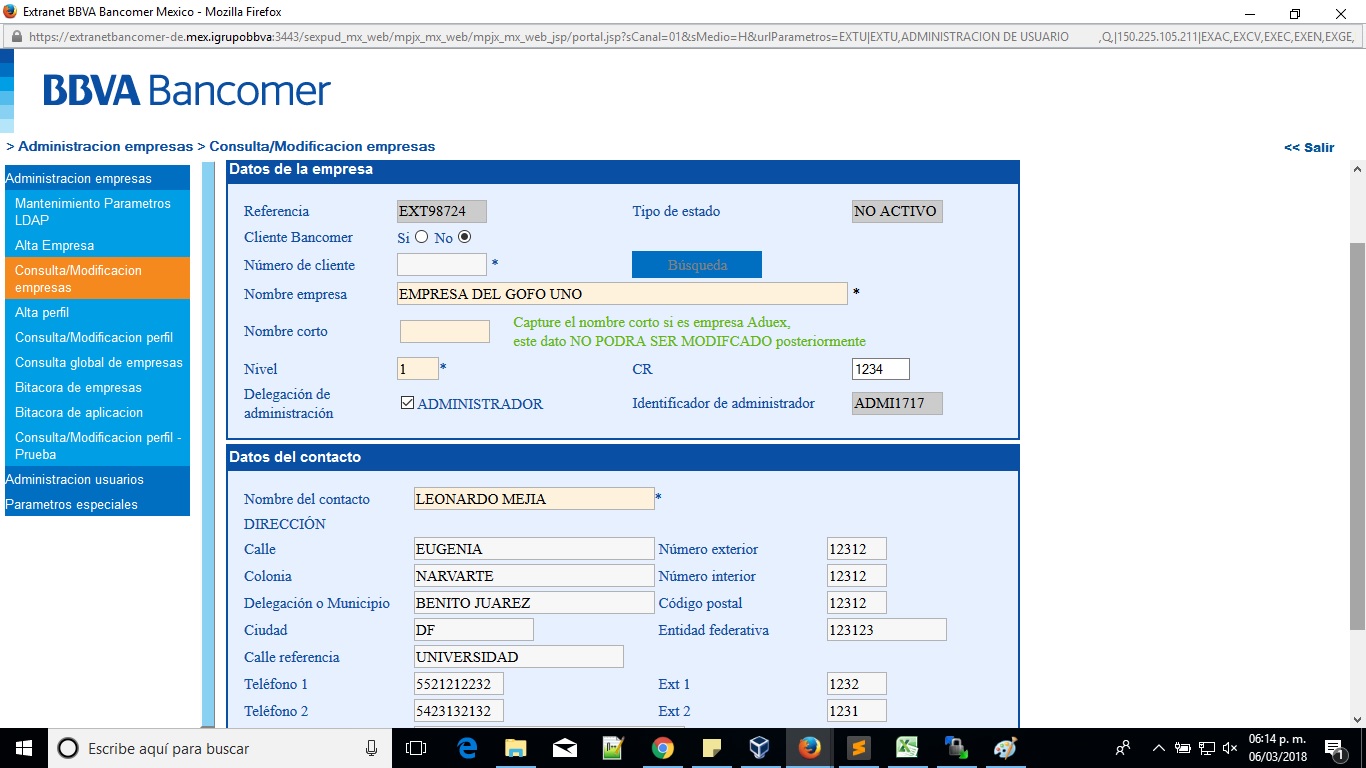 Extranet BBVA Bancomer Mexico - Mozilla Firefox
https://extranetbancomer-de.mex.igrupobbva:3443/sexpud_mx_web/mpjx_mx_web/mpjx_mx_web_jsp/portal.jsp?sCanal=01&sMedio=H&urlParametros=EXTU|EXTU,ADMINISTRACION DE USUARIO ,Q,|150.225.105.211|EXAC,EXCV,EXEC,EXEN,EXGE,
BBVA Bancomer
> Administracion empresas > Consulta/Modificacion empresas
<< Salir
Administracion empresas
Mantenimiento Parametros
LDAP
Alta Empresa
Consulta/Modificacion
empresas
Alta perfil
Consulta/Modificacion perfil
Consulta global de empresas
Bitacora de empresas
Bitacora de aplicacion
Consulta/Modificacion perfil -
Prueba
Administracion usuarios
Parametros especiales
Datos de la empresa
Referencia EXT98724 Tipo de estado NO ACTIVO
Cliente Bancomer Si No
Número de cliente * Búsqueda
Nombre empresa EMPRESA DEL GOFO UNO *
Nombre corto Capture el nombre corto si es empresa Aduex,
este dato NO PODRA SER MODIFCADO posteriormente
Nivel 1 * CR 1234
Delegación de
administración ADMINISTRADOR Identificador de administrador ADMI1717
Datos del contacto
Nombre del contacto LEONARDO MEJIA *
DIRECCIÓN
Calle EUGENIA Número exterior 12312
Colonia NARVARTE Número interior 12312
Delegación o Municipio BENITO JUAREZ Código postal 12312
Ciudad DF Entidad federativa 123123
Calle referencia UNIVERSIDAD
Teléfono 1 5521212232 Ext 1 1232
Teléfono 2 5423132132 Ext 2 1231
Escribe aquí para buscar
06:14 p. m.
06/03/2018
1